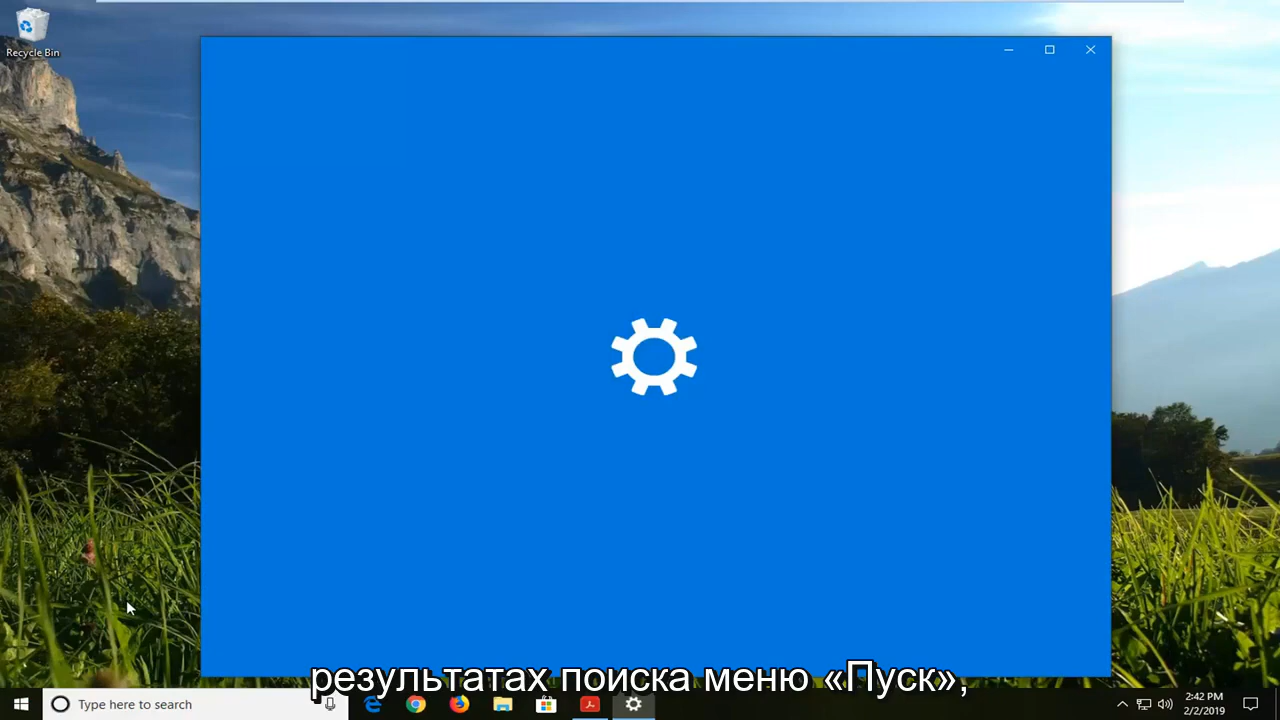 Recycle Bin
результатах поиска меню «Пуск»,
Type here to search
2:42 PM
2/2/2019